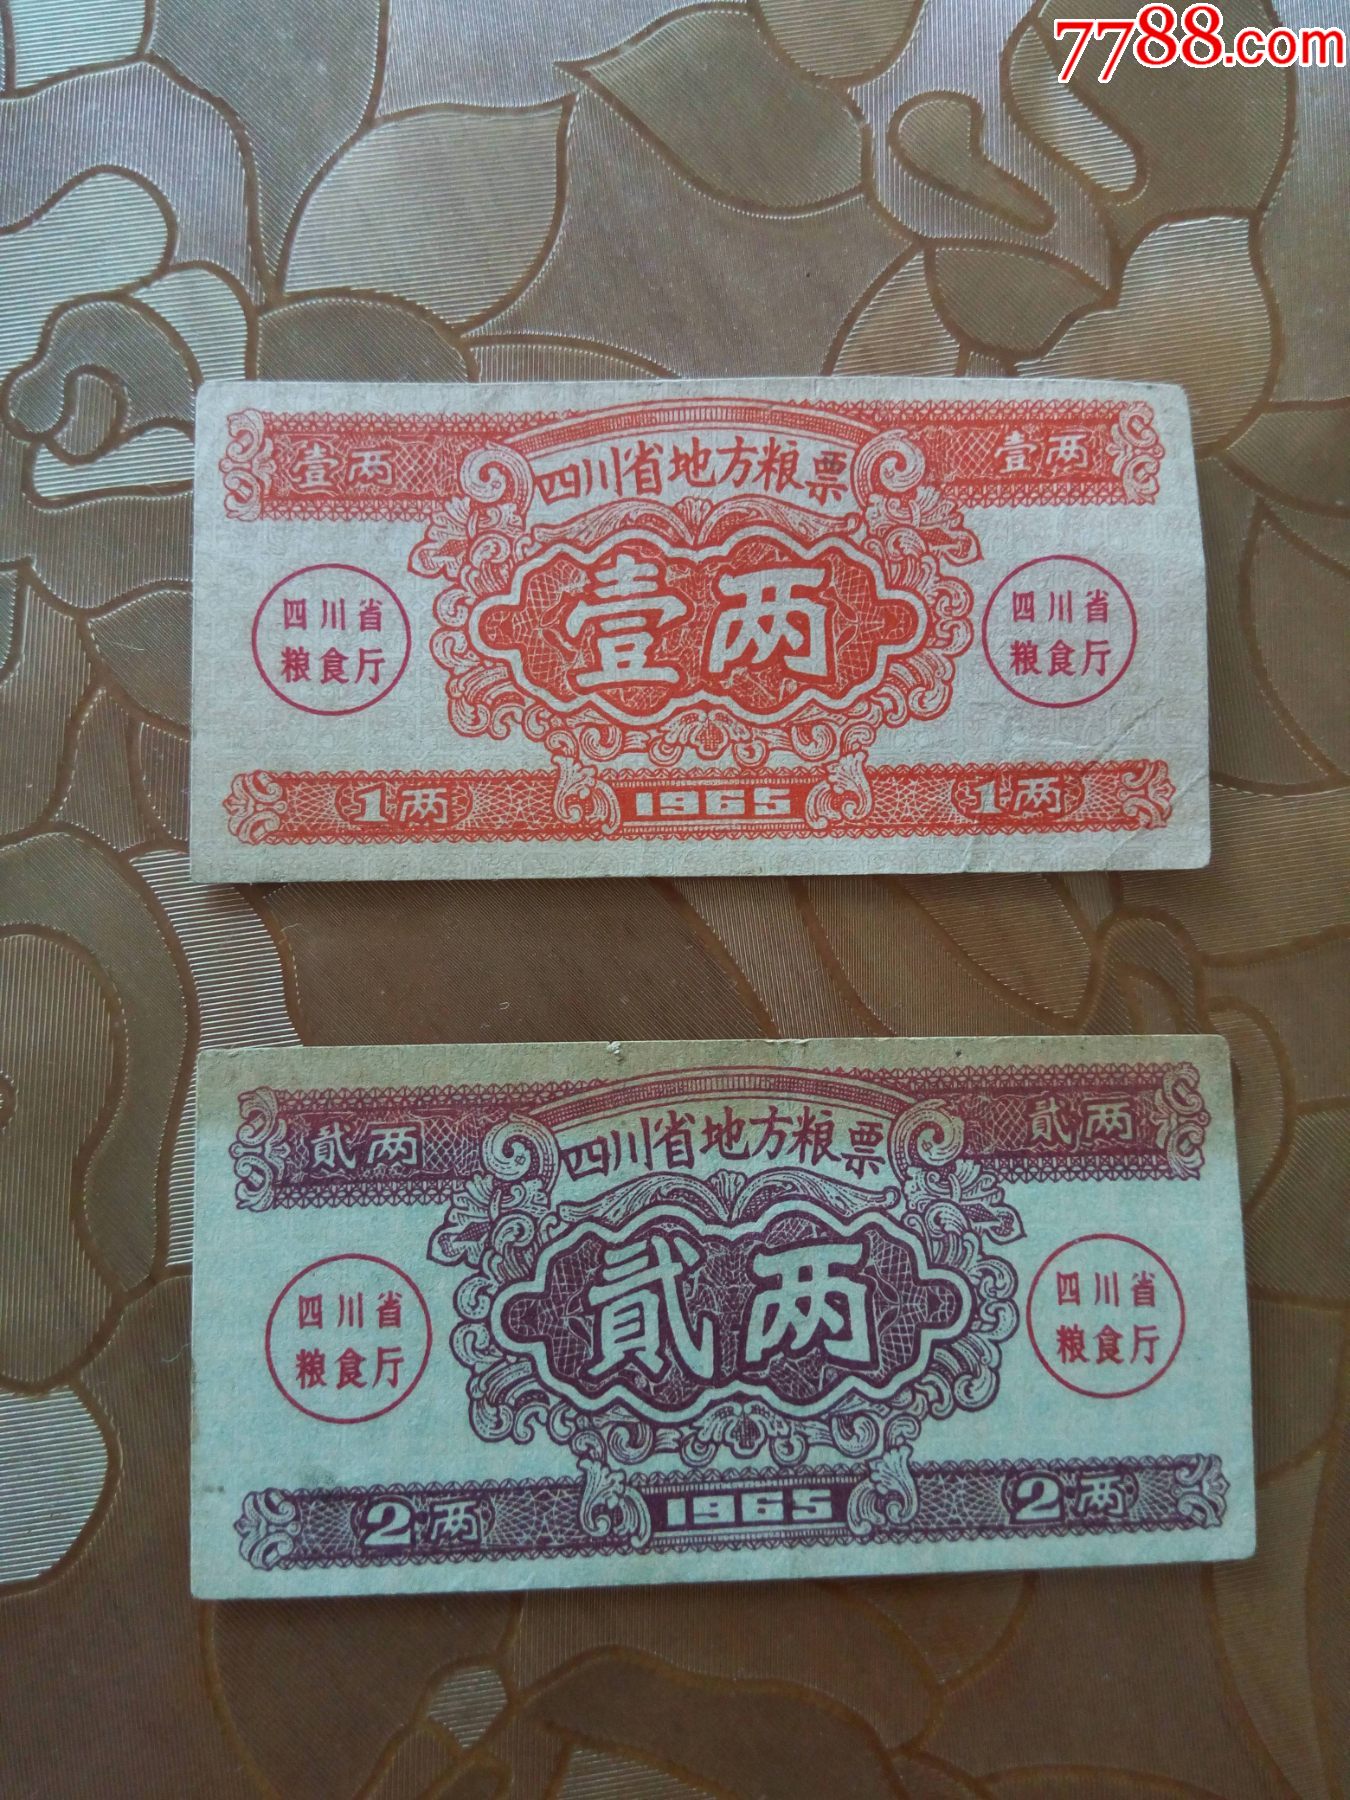 7788.com
壹两 壹两
四川省地方粮票
壹两
四川省 四川省
粮食厅 粮食厅
1两 1965 1两
贰两 贰两
四川省地方粮票
貳两
四川省 四川省
粮食厅 粮食厅
2两 1965 2两